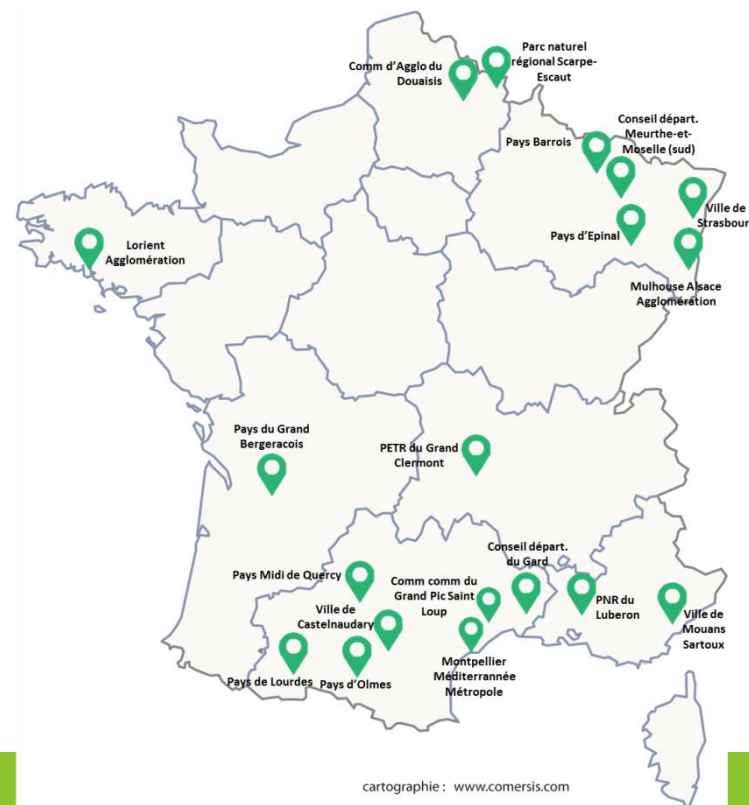 Parc naturel
régional Scarpe-
Escaut
Comm d'Agglo du
Douaisis
Conseil départ.
Meurthe-et-
Moselle (sud)
Pays Barrois
Ville de
Strasbour
Pays d'Epinal
Mulhouse Alsace
Agglomération
Lorient
Agglomération
Pays du Grand
Bergeracois
PETR du Grand
Clermont
Conseil départ.
du Gard
Pays Midi de Quercy
Comm comm du
Grand Pic Saint
Loup
Ville de
Castelnaudary
PNR du
Luberon
Ville de
Mouans
Sartoux
Montpellier
Méditerrannée
Métropole
Pays de Lourdes
Pays d'Olmes
cartographie : www.comersis.com